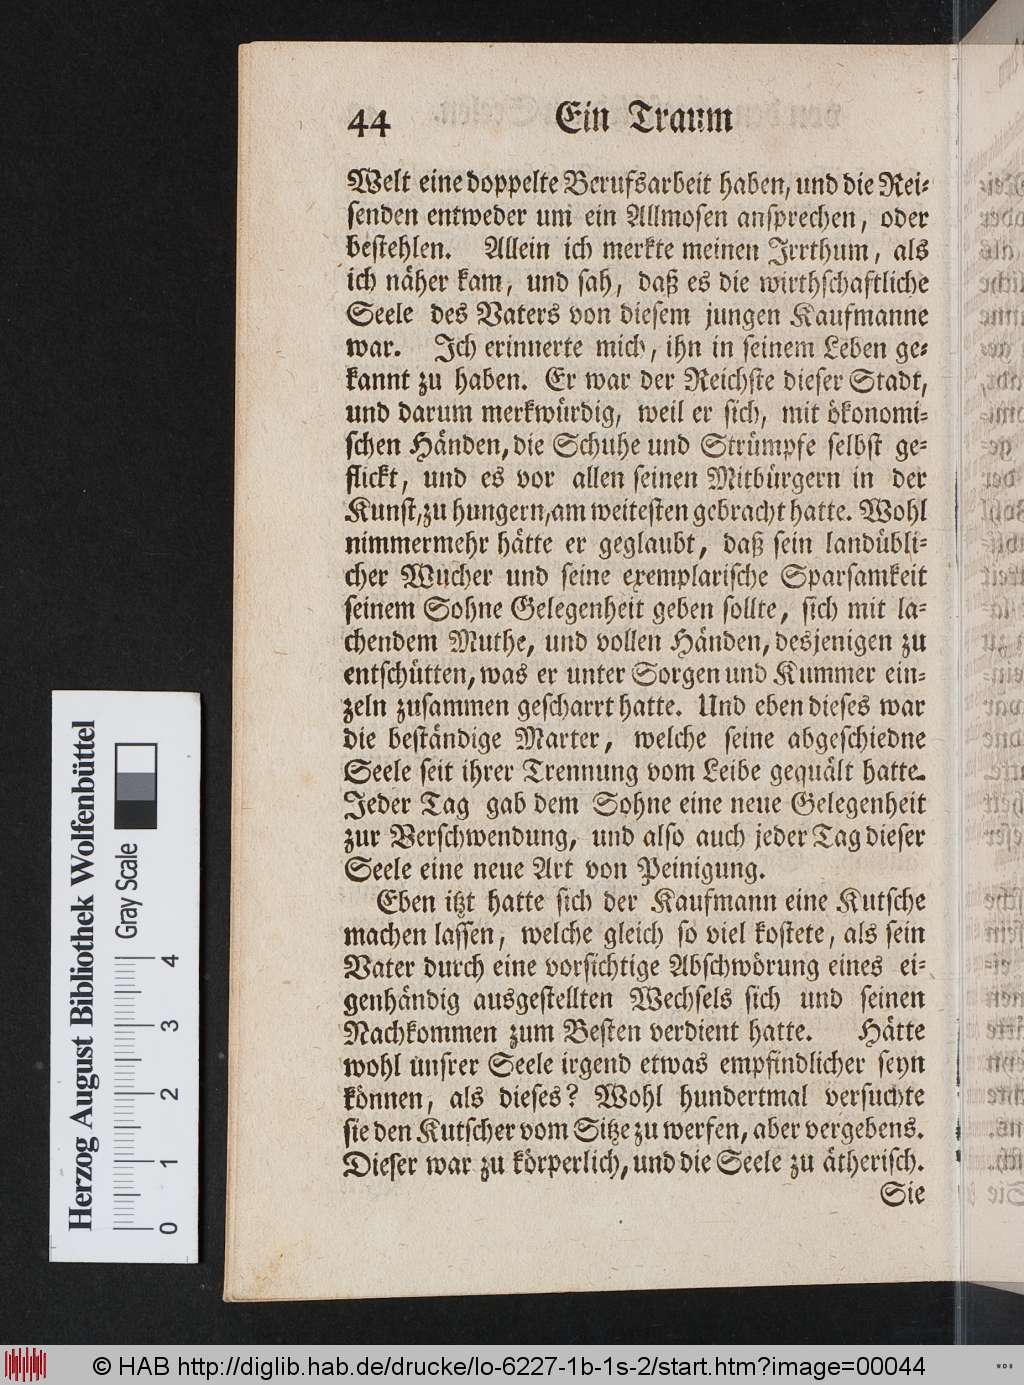 44 Ein Traum
Welt eine doppelte Berufsarbeit haben, und die Rei⸗
senden entweder um ein Allmosen ansprechen, oder
bestehlen. Allein ich merkte meinen Irrthum, als
ich näher kam, und sah, daß es die wirthschaftliche
Seele des Vaters von diesem jungen Kaufmanne
war. Ich erinnerte mich, ihn in seinem Leben ge⸗
kannt zu haben. Er war der Reichste dieser Stadt,
und darum merkwürdig, weil er sich, mit ökonomi⸗
schen Händen, die Schuhe und Strümpfe selbst ge⸗
flickt, und es vor allen seinen Mitbürgern in der
Kunst, zu hungern, am weitesten gebracht hatte. Wohl
nimmermehr hätte er geglaubt, daß sein landübli⸗
cher Wucher und seine exemplarische Sparsamkeit
seinem Sohne Gelegenheit geben sollte, sich mit la⸗
chendem Muthe, und vollen Händen, desjenigen zu
entschütten, was er unter Sorgen und Kummer ein⸗
zeln zusammen gescharrt hatte. Und eben dieses war
die beständige Marter, welche seine abgeschiedne
Seele seit ihrer Trennung vom Leibe gequält hatte.
Jeder Tag gab dem Sohne eine neue Gelegenheit
zur Verschwendung, und also auch jeder Tag dieser
Seele eine neue Art von Peinigung.
Eben itzt hatte sich der Kaufmann eine Kutsche
machen lassen, welche gleich so viel kostete, als sein
Vater durch eine vorsichtige Abschwörung eines ei⸗
genhändig ausgestellten Wechsels sich und seinen
Nachkommen zum Besten verdient hatte. Hätte
wohl unsrer Seele irgend etwas empfindlicher seyn
können, als dieses? Wohl hundertmal versuchte
sie den Kutscher vom Sitze zu werfen, aber vergebens.
Dieser war zu körperlich, und die Seele zu ätherisch.
Sie
Herzog August Bibliothek Wolfenbüttel
Gray Scale
0 1 2 3 4
© HAB http://diglib.hab.de/drucke/lo-6227-1b-1s-2/start.htm?image=00044